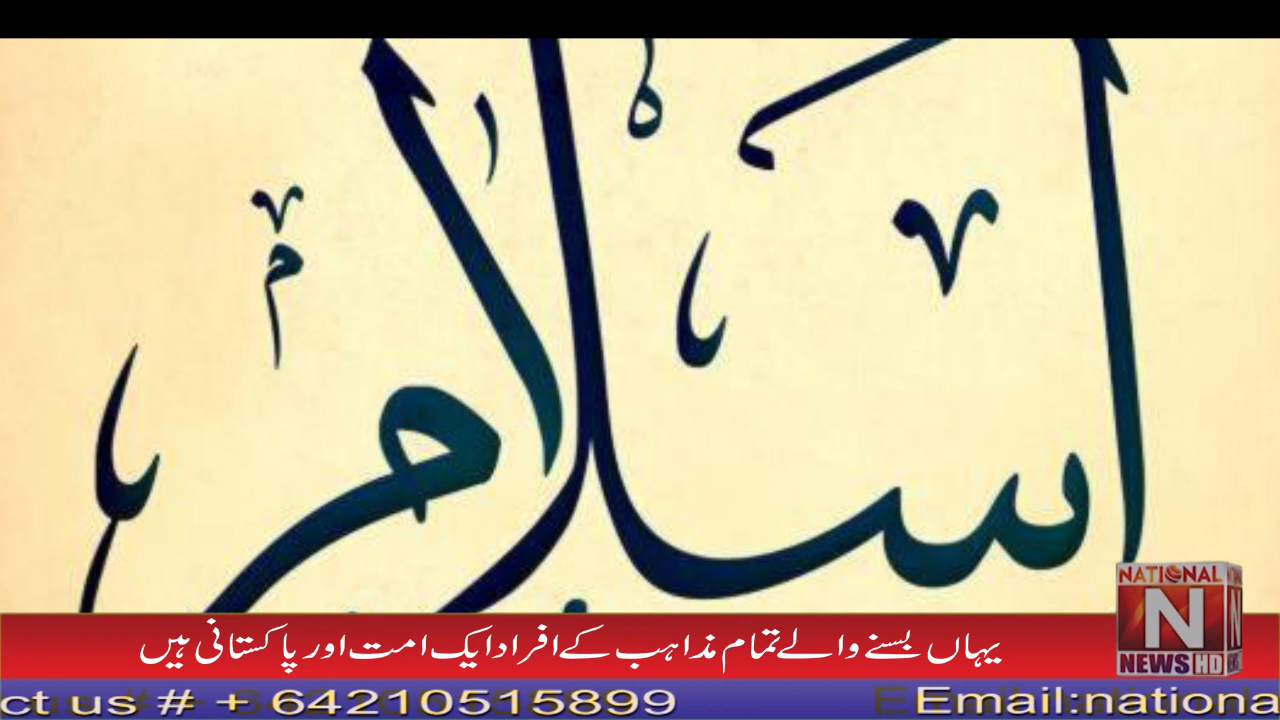 اسلام
یہاں بسنے والے تمام مذاہب کے افراد ایک امت اور پاکستانی ہیں
NATIONAL
N
NEWS HD
ct us # + 64210515899
Email:nationa